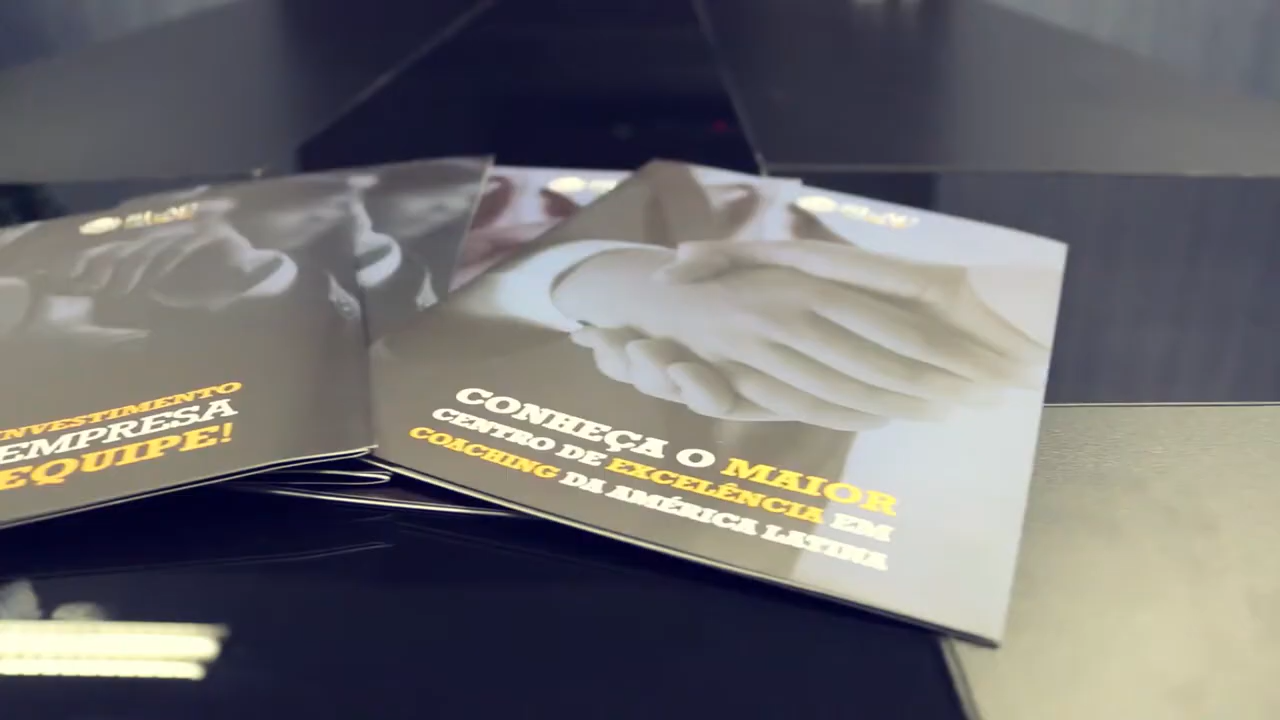 INVESTIMENTO
EMPRESA
EQUIPE!
CONHEÇA O MAIOR
CENTRO DE EXCELÊNCIA EM
COACHING DA AMÉRICA LATINA